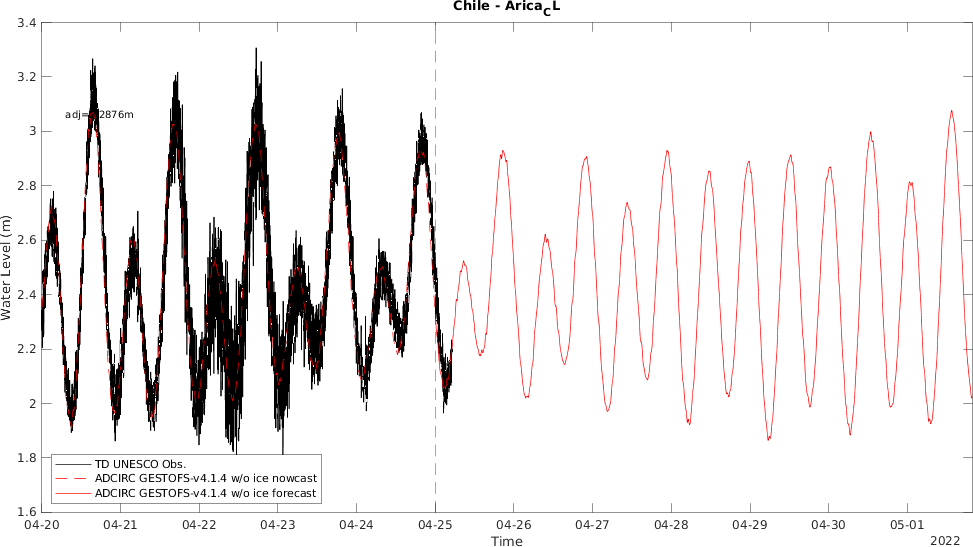 Chile - Arica_CL
3.4
3.2
adj= 2876m
3
2.8
2.6
Water Level (m)
2.4
2.2
2
1.8
TD UNESCO Obs.
ADCIRC GESTOFS-v4.1.4 w/o ice nowcast
ADCIRC GESTOFS-v4.1.4 w/o ice forecast
1.6
04-20 04-21 04-22 04-23 04-24 04-25 04-26 04-27 04-28 04-29 04-30 05-01
Time
2022